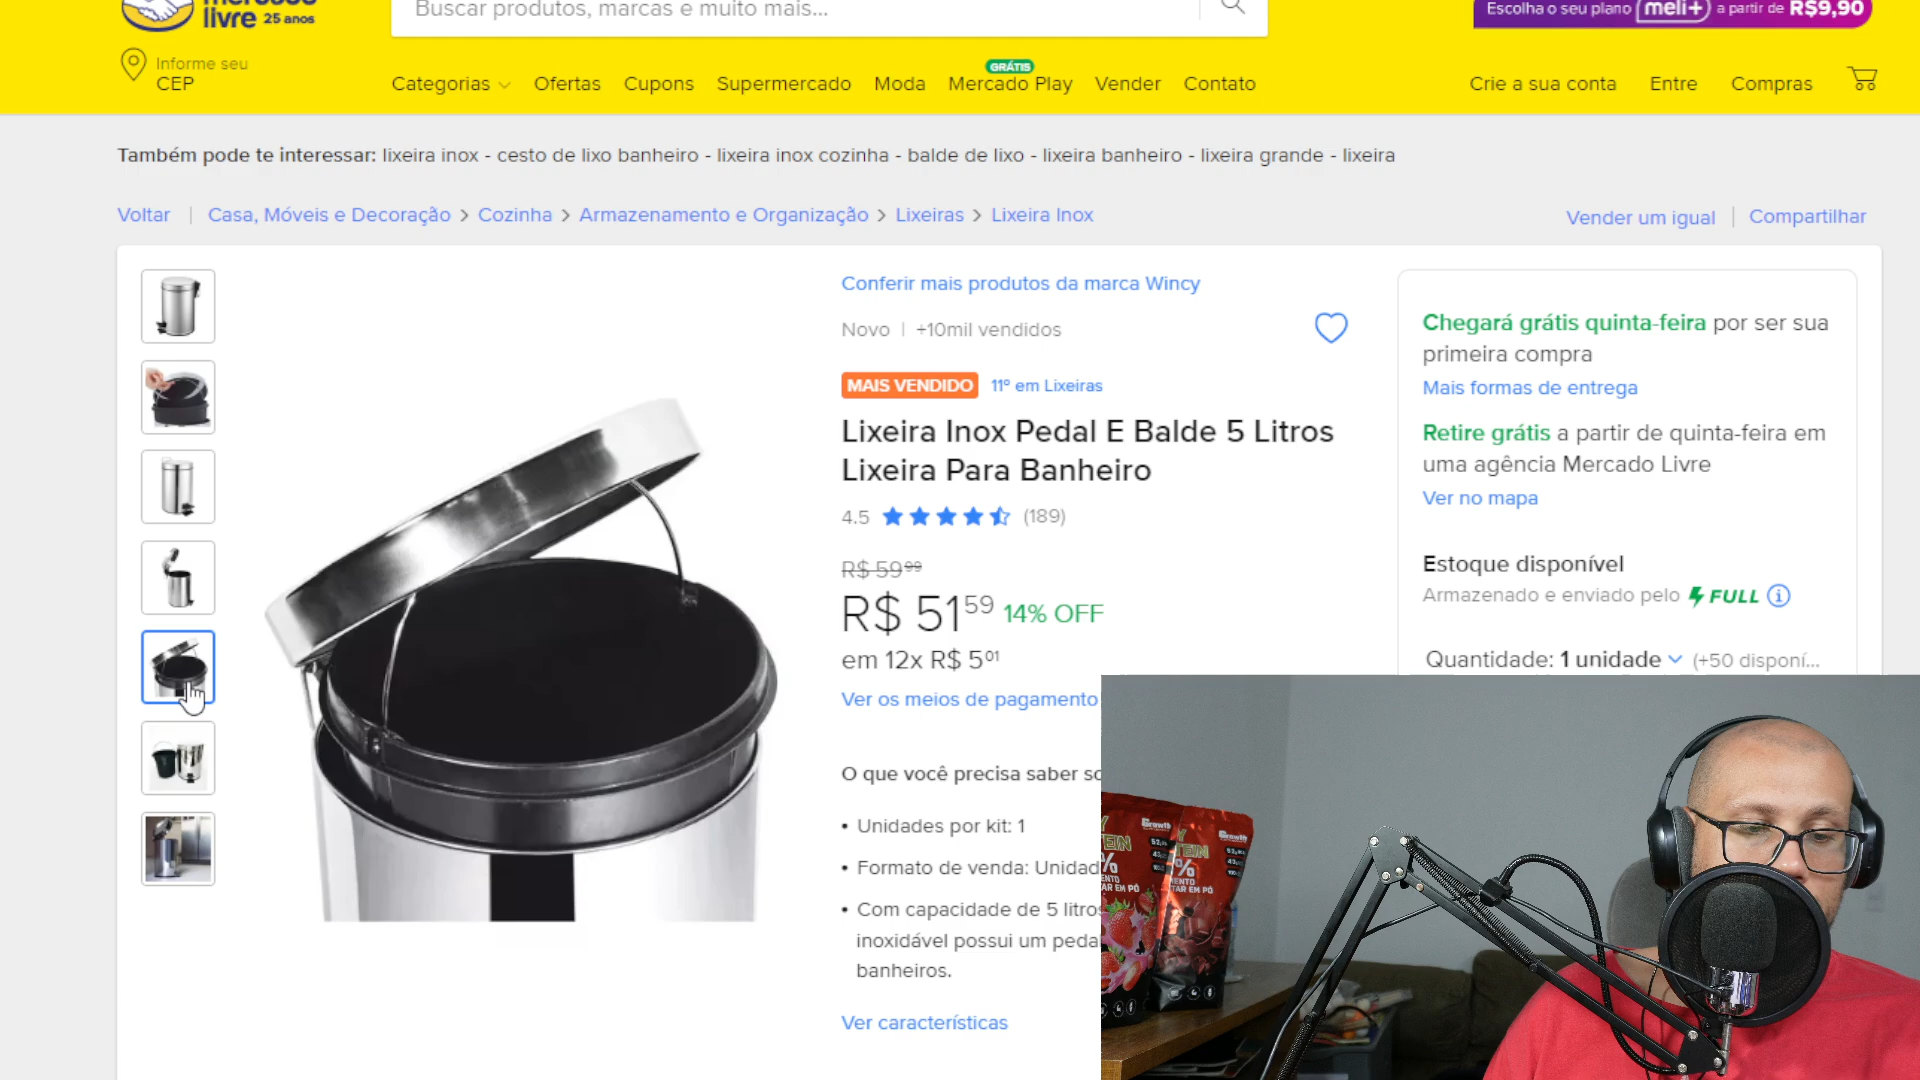 livre 25 anos
Buscar produtos, marcas e muito mais...
Escolha o seu plano meli+ a partir de R$9,90
Informe seu
CEP
Categorias
Ofertas
Cupons
Supermercado
Moda
GRÁTIS
Mercado Play
Vender
Contato
Crie a sua conta
Entre
Compras
Também pode te interessar: lixeira inox - cesto de lixo banheiro - lixeira inox cozinha - balde de lixo - lixeira banheiro - lixeira grande - lixeira
Voltar | Casa, Móveis e Decoração > Cozinha > Armazenamento e Organização > Lixeiras > Lixeira Inox
Vender um igual | Compartilhar
Conferir mais produtos da marca Wincy
Novo | +10mil vendidos
MAIS VENDIDO 11º em Lixeiras
Lixeira Inox Pedal E Balde 5 Litros
Lixeira Para Banheiro
4.5 (189)
R$ 5999
R$ 5159 14% OFF
em 12x R$ 501
Ver os meios de pagamento
O que você precisa saber so
• Unidades por kit: 1
• Formato de venda: Unidad
• Com capacidade de 5 litros
inoxidável possui um peda
banheiros.
Ver características
Chegará grátis quinta-feira por ser sua
primeira compra
Mais formas de entrega
Retire grátis a partir de quinta-feira em
uma agência Mercado Livre
Ver no mapa
Estoque disponível
Armazenado e enviado pelo FULL
Quantidade: 1 unidade (+50 disponí...
Growth
Growth